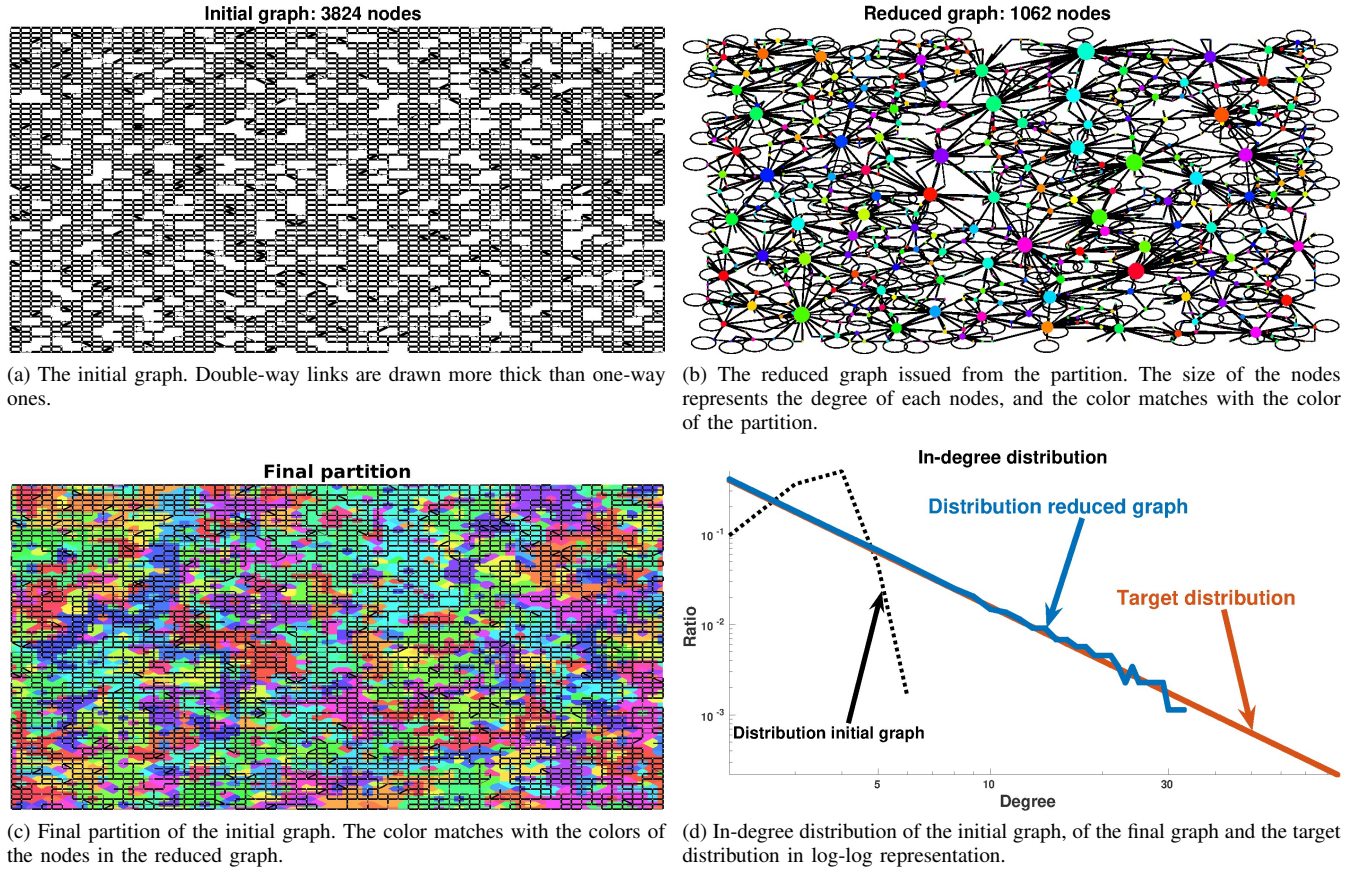 Initial graph: 3824 nodes
(a) The initial graph. Double-way links are drawn more thick than one-way
ones.
Reduced graph: 1062 nodes
(b) The reduced graph issued from the partition. The size of the nodes
represents the degree of each nodes, and the color matches with the color
of the partition.
Final partition
(c) Final partition of the initial graph. The color matches with the colors of
the nodes in the reduced graph.
In-degree distribution
Distribution reduced graph
Target distribution
Distribution initial graph
Ratio
10⁻¹
10⁻²
10⁻³
5
10
30
Degree
(d) In-degree distribution of the initial graph, of the final graph and the target
distribution in log-log representation.